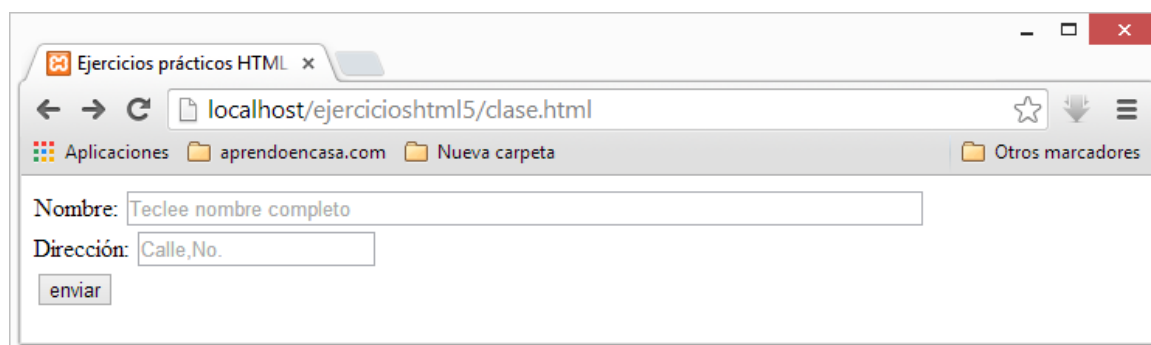 Ejercicios prácticos HTML
localhost/ejercicioshtml5/clase.html
Aplicaciones aprendoencasa.com Nueva carpeta Otros marcadores
Nombre: Teclee nombre completo
Dirección: Calle,No.
enviar